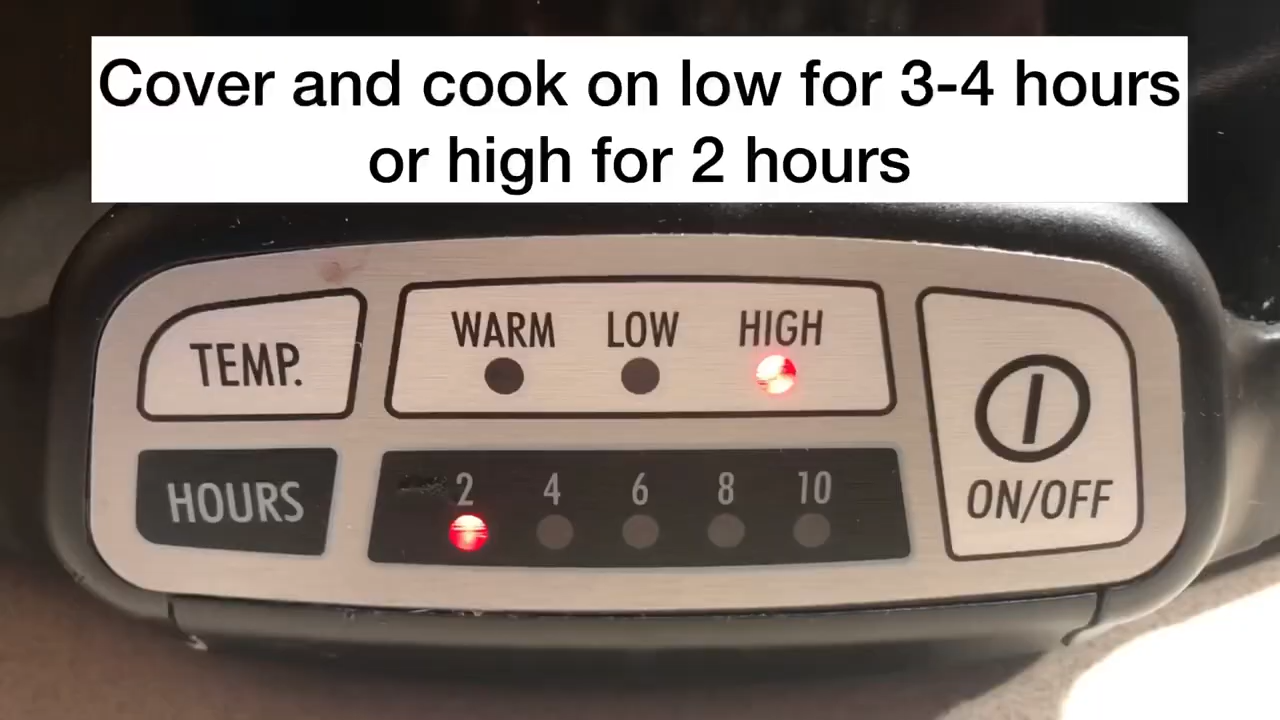 Cover and cook on low for 3-4 hours
or high for 2 hours
TEMP.
WARM LOW HIGH
HOURS
2 4 6 8 10
ON/OFF